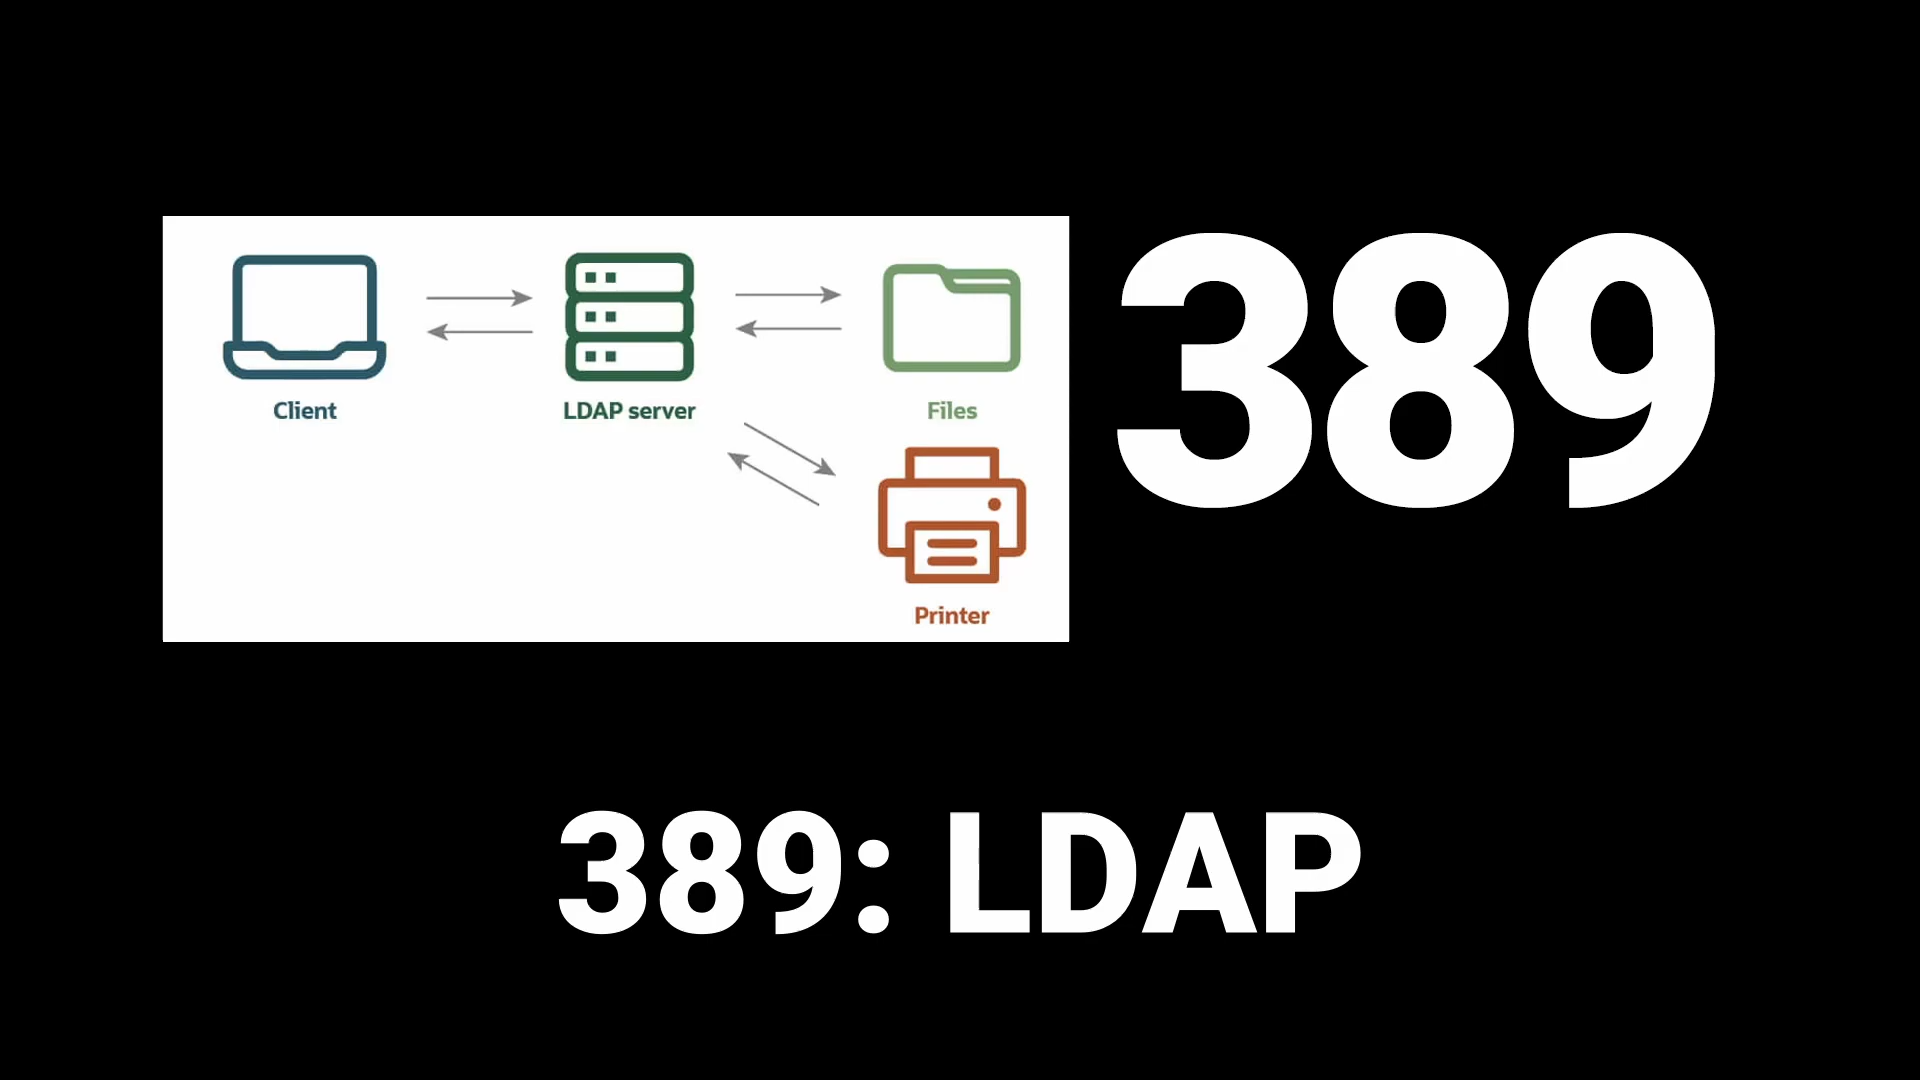 Client
LDAP server
Files
Printer
389
389: LDAP